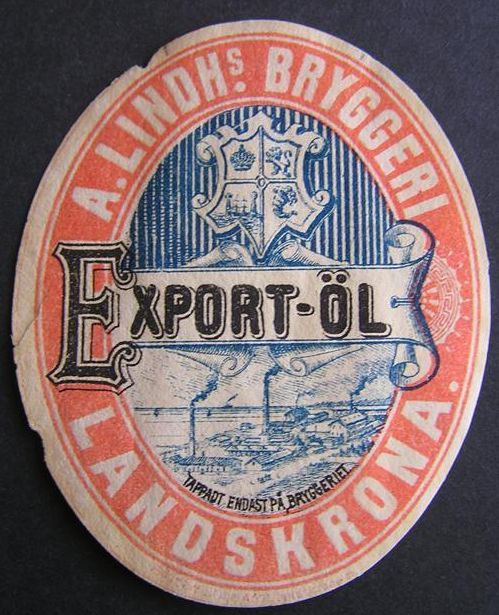 A. LINDHS. BRYGGERI
EXPORT-ÖL
TAPPADT ENDAST PÅ BRYGGERIET
LANDSKRONA.